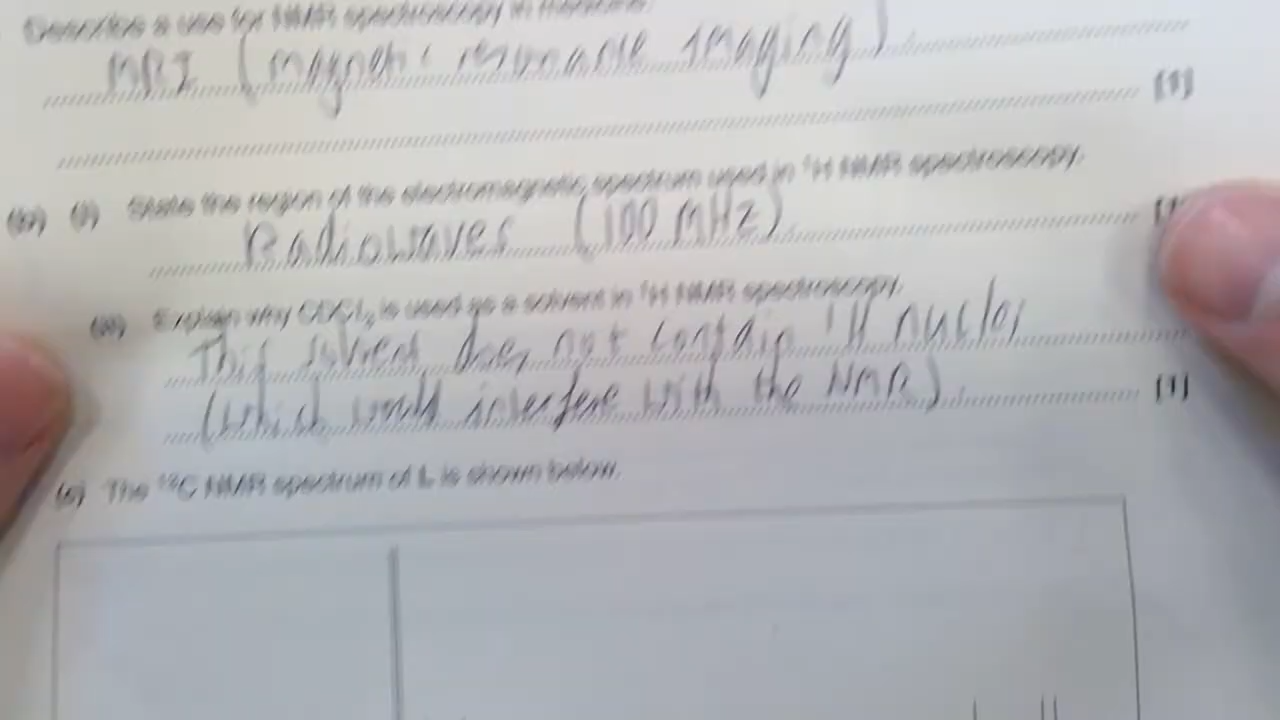 Describe a use for NMR spectroscopy in medicine.
MRI (magnetic resonance imaging).
[1]
(b) (i) State the region of the electromagnetic spectrum used in ¹H NMR spectroscopy.
Radiowaves (100 MHz).
(ii) Explain why CDCl₃ is used as a solvent in ¹H NMR spectroscopy.
This solvent does not contain ¹H nuclei
(which would interfere with the NMR). [1]
(c) The ¹³C NMR spectrum of L is shown below.